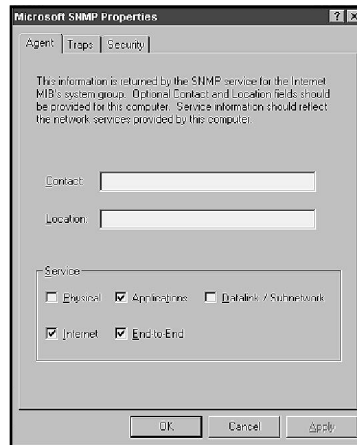 Microsoft SNMP Properties
Agent Traps Security
This information is returned by the SNMP service for the Internet
MIB's system group. Optional Contact and Location fields should
be provided for this computer. Service information should reflect
the network services provided by this computer.
Contact:
Location:
Service
Physical Applications Datalink / Subnetwork
Internet End-to-End
OK Cancel Apply